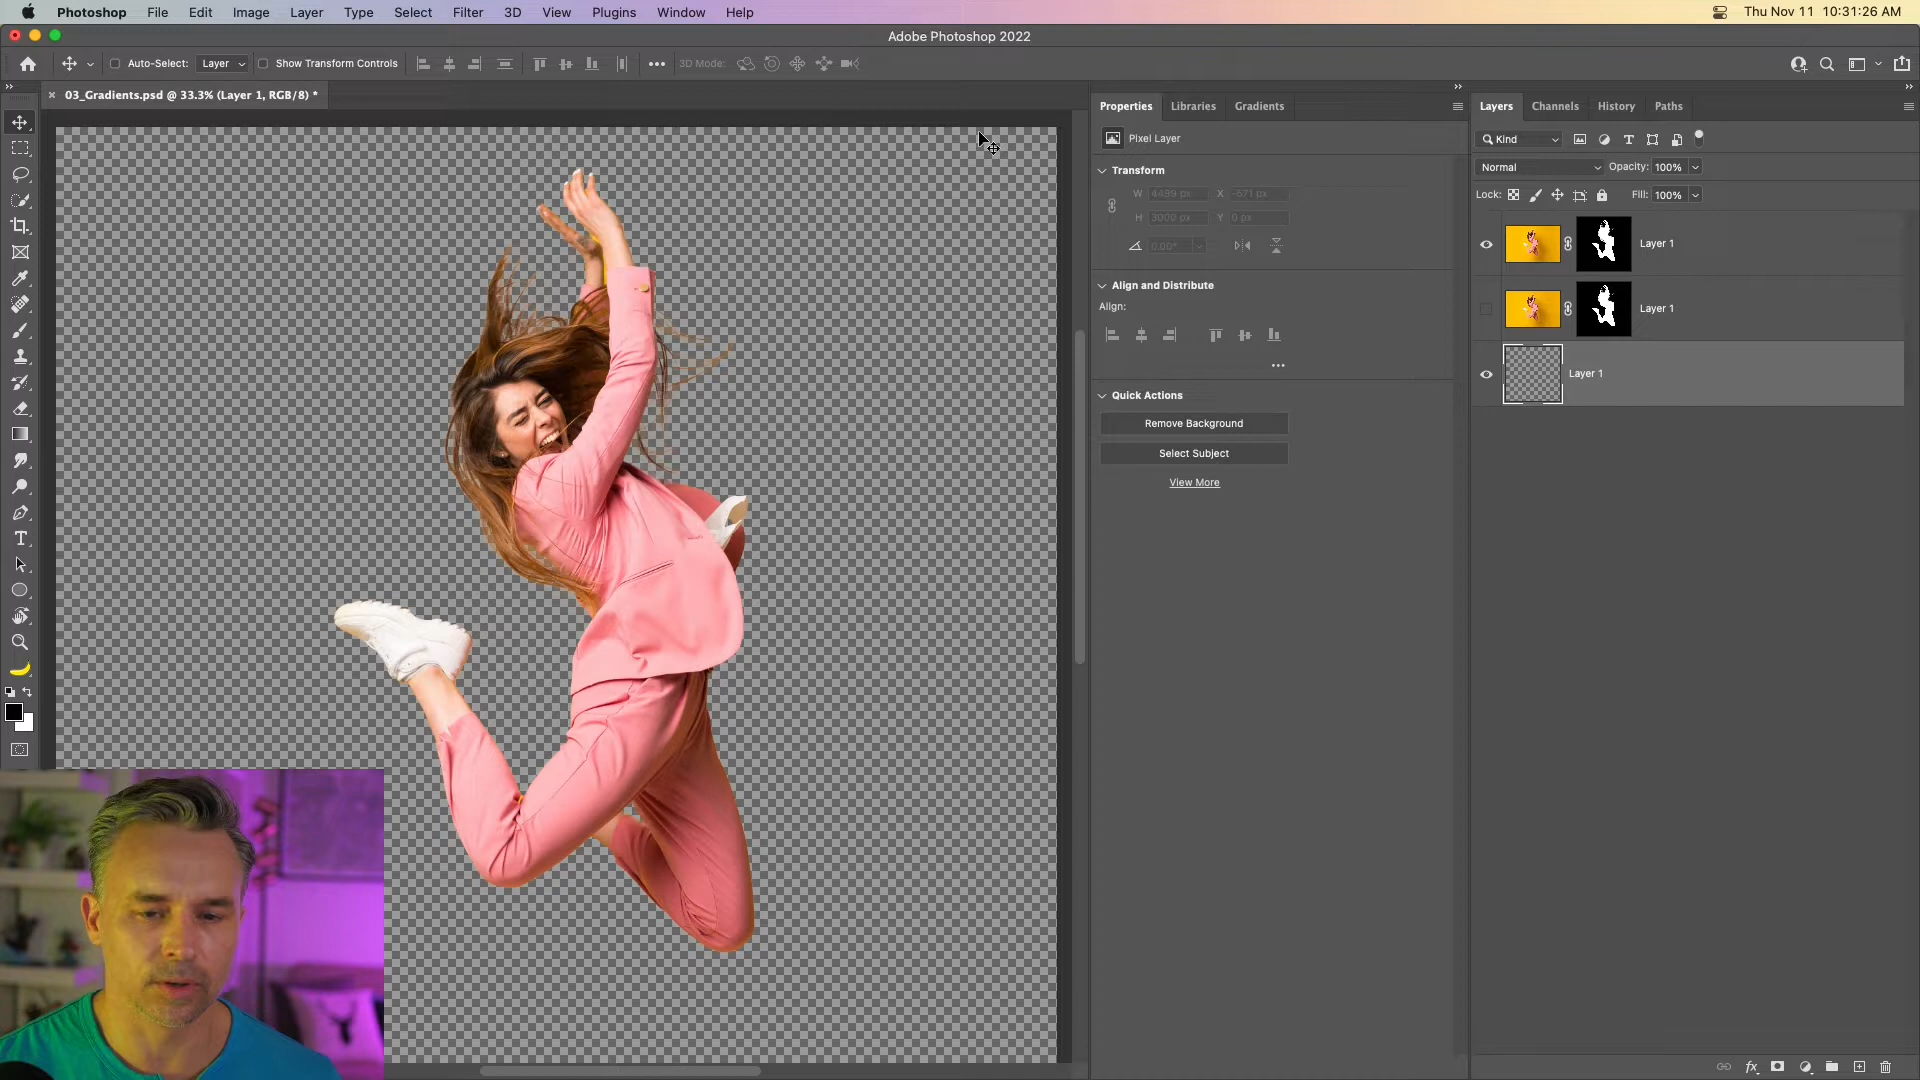 Photoshop File Edit Image Layer Type Select Filter 3D View Plugins Window Help Thu Nov 11 10:31:26 AM
Adobe Photoshop 2022
Auto-Select: Layer Show Transform Controls 3D Mode:
03_Gradients.psd @ 33.3% (Layer 1, RGB/8) *
Properties Libraries Gradients
Pixel Layer
Transform
W 4489 px X -671 px
H 3000 px Y 0 px
0.00°
Align and Distribute
Align:
Quick Actions
Remove Background
Select Subject
View More
Layers Channels History Paths
Kind
Normal Opacity: 100%
Lock: Fill: 100%
Layer 1
Layer 1
Layer 1
fx